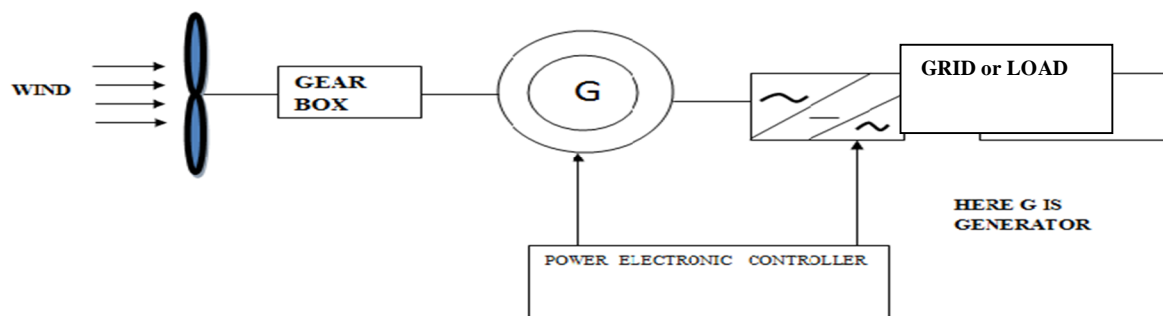 WIND
GEAR
BOX
G
GRID or LOAD
HERE G IS
GENERATOR
POWER ELECTRONIC CONTROLLER